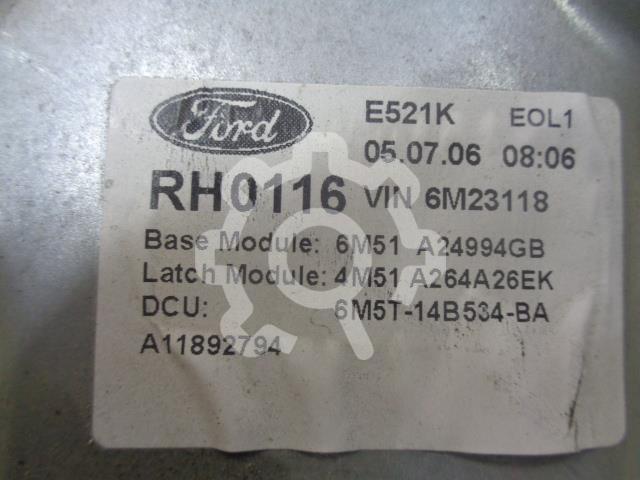 Ford E521K EOL1
05.07.06 08:06
RH0116 VIN 6M23118
Base Module: 6M51 A24994GB
Latch Module: 4M51 A264A26EK
DCU: 6M5T-14B534-BA
A11892794